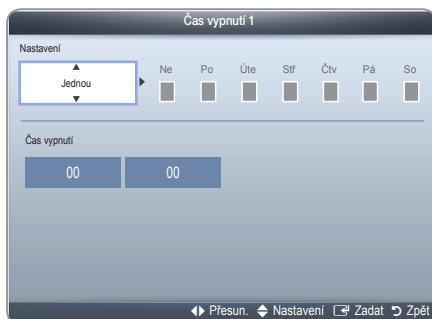 Čas vypnutí 1
Nastavení
Jednou
Ne Po Úte Stř Čtv Pá So
Čas vypnutí
00 00
Přesun. Nastavení Zadat Zpět